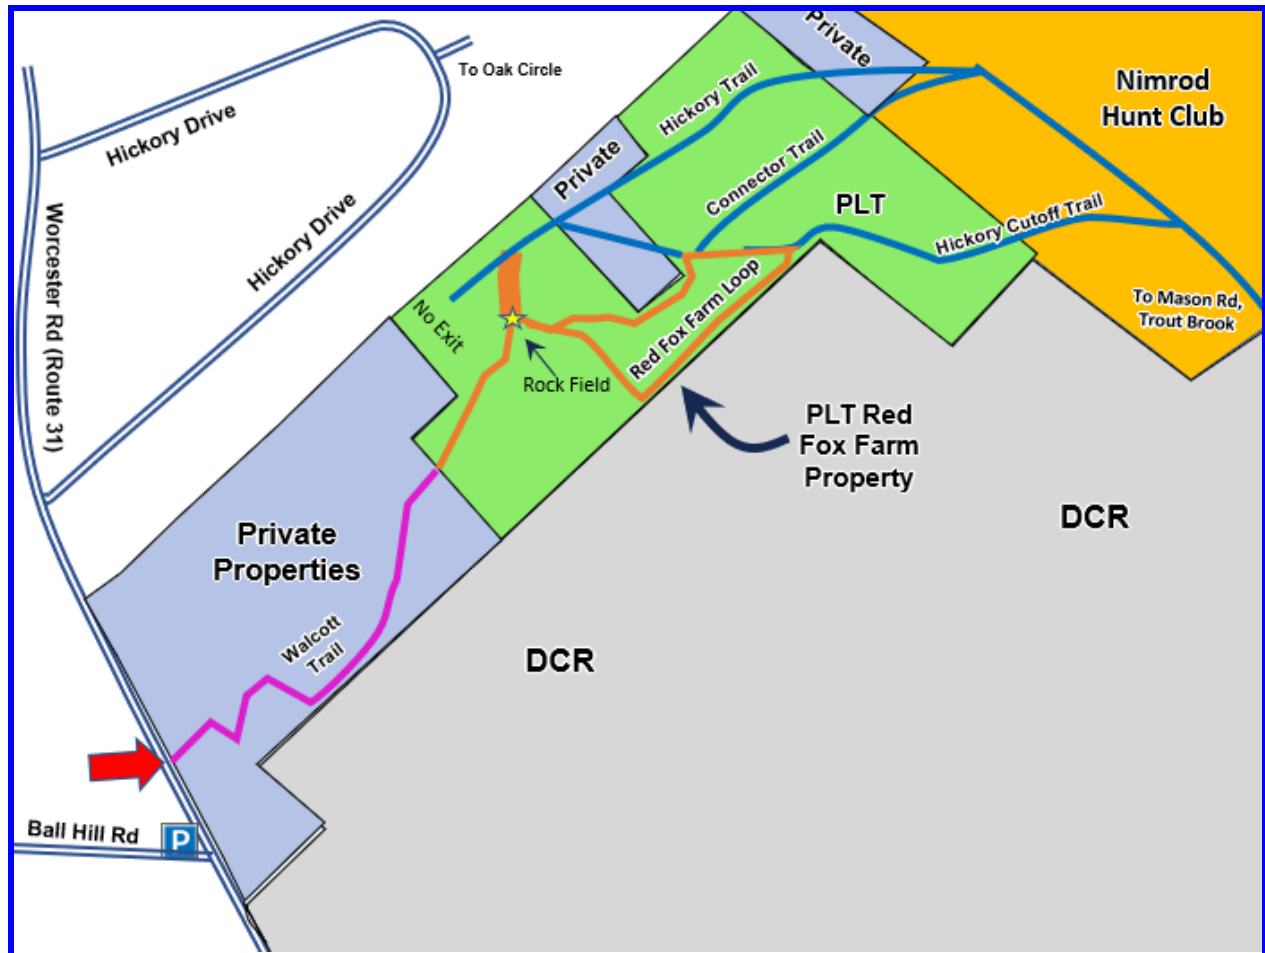 Private
To Oak Circle
Nimrod
Hunt Club
Hickory Trail
Hickory Drive
Private
Connector Trail
PLT
Worcester Rd (Route 31)
Hickory Drive
Hickory Cutoff Trail
To Mason Rd,
Trout Brook
No Exit
Red Fox Farm Loop
Rock Field
PLT Red
Fox Farm
Property
DCR
Private
Properties
Walcott
Trail
DCR
Ball Hill Rd
P